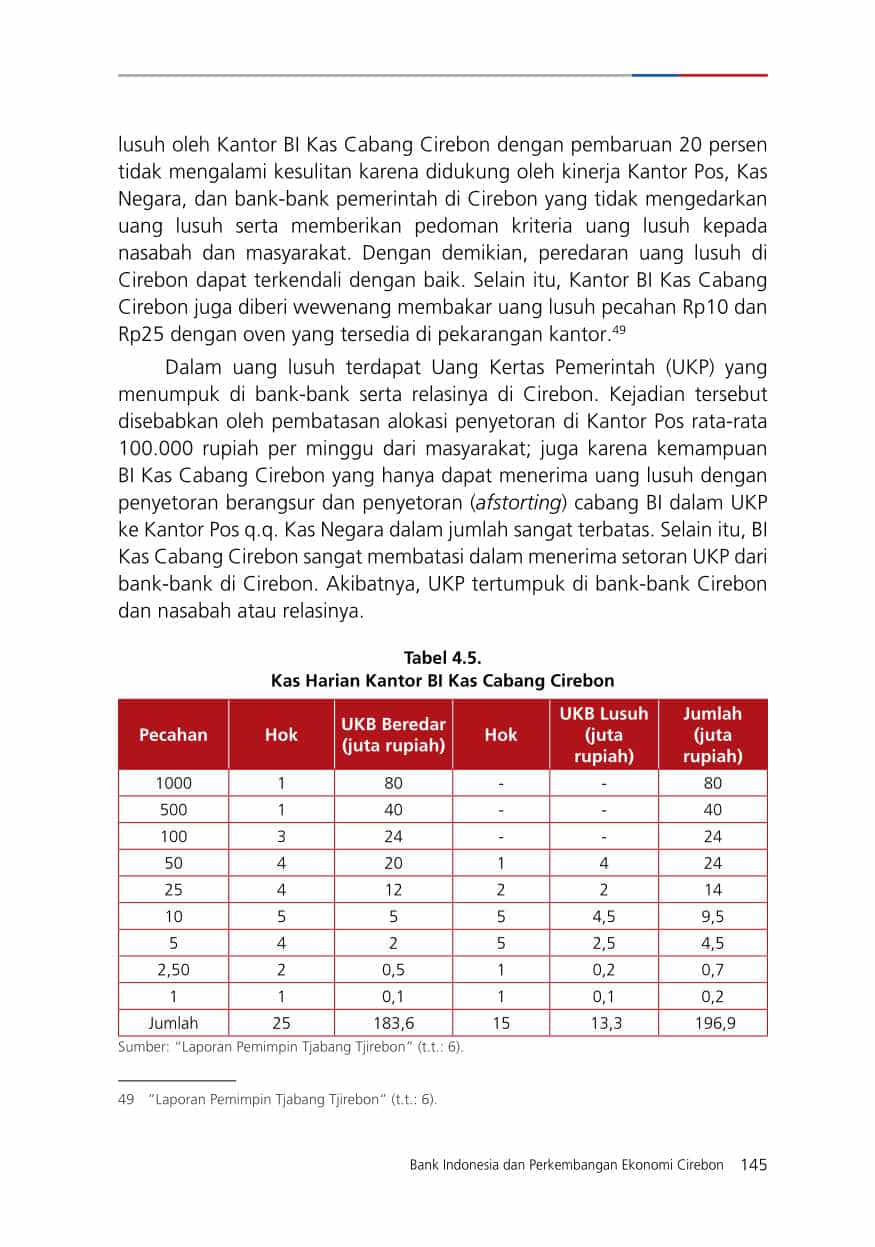 lusuh oleh Kantor BI Kas Cabang Cirebon dengan pembaruan 20 persen
tidak mengalami kesulitan karena didukung oleh kinerja Kantor Pos, Kas
Negara, dan bank-bank pemerintah di Cirebon yang tidak mengedarkan
uang lusuh serta memberikan pedoman kriteria uang lusuh kepada
nasabah dan masyarakat. Dengan demikian, peredaran uang lusuh di
Cirebon dapat terkendali dengan baik. Selain itu, Kantor BI Kas Cabang
Cirebon juga diberi wewenang membakar uang lusuh pecahan Rp10 dan
Rp25 dengan oven yang tersedia di pekarangan kantor.49
Dalam uang lusuh terdapat Uang Kertas Pemerintah (UKP) yang
menumpuk di bank-bank serta relasinya di Cirebon. Kejadian tersebut
disebabkan oleh pembatasan alokasi penyetoran di Kantor Pos rata-rata
100.000 rupiah per minggu dari masyarakat; juga karena kemampuan
BI Kas Cabang Cirebon yang hanya dapat menerima uang lusuh dengan
penyetoran berangsur dan penyetoran (afstorting) cabang BI dalam UKP
ke Kantor Pos q.q. Kas Negara dalam jumlah sangat terbatas. Selain itu, BI
Kas Cabang Cirebon sangat membatasi dalam menerima setoran UKP dari
bank-bank di Cirebon. Akibatnya, UKP tertumpuk di bank-bank Cirebon
dan nasabah atau relasinya.
Tabel 4.5.
Kas Harian Kantor BI Kas Cabang Cirebon
Pecahan Hok UKB Beredar (juta rupiah) Hok UKB Lusuh (juta rupiah) Jumlah (juta rupiah)
1000 1 80 - - 80
500 1 40 - - 40
100 3 24 - - 24
50 4 20 1 4 24
25 4 12 2 2 14
10 5 5 5 4,5 9,5
5 4 2 5 2,5 4,5
2,50 2 0,5 1 0,2 0,7
1 1 0,1 1 0,1 0,2
Jumlah 25 183,6 15 13,3 196,9
Sumber: “Laporan Pemimpin Tjabang Tjirebon” (t.t.: 6).
49 “Laporan Pemimpin Tjabang Tjirebon” (t.t.: 6).
Bank Indonesia dan Perkembangan Ekonomi Cirebon 145